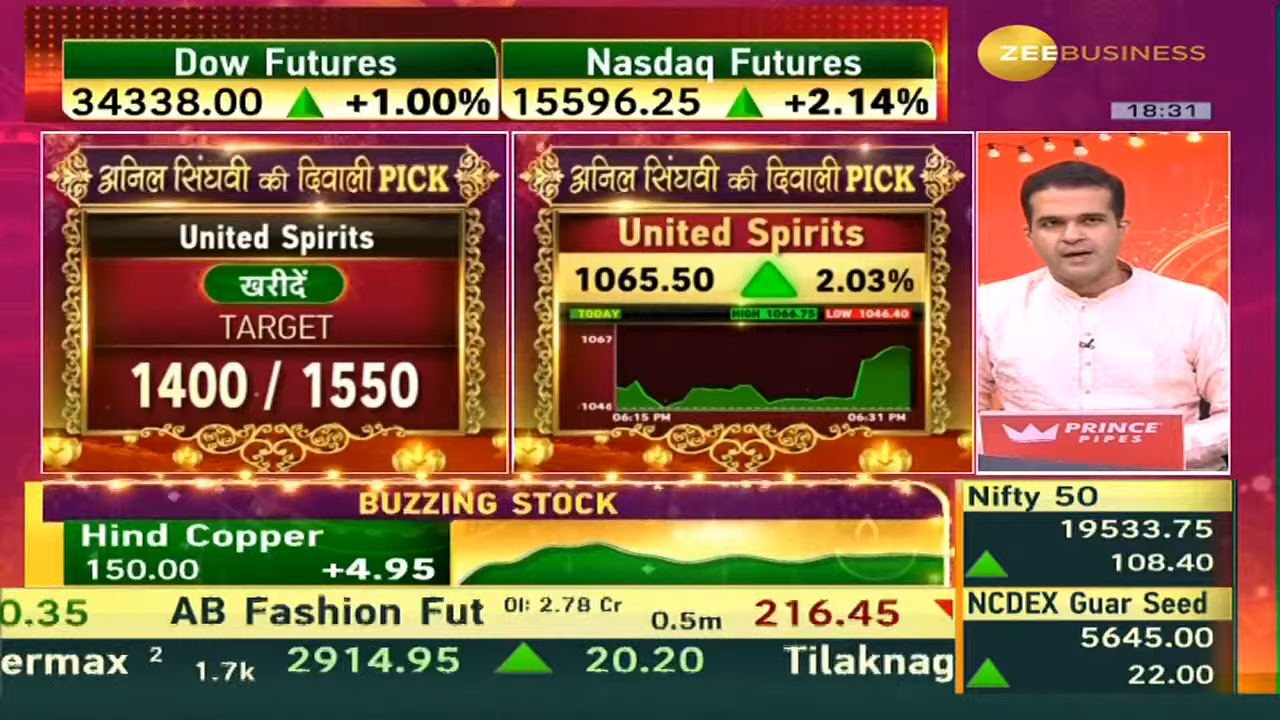 Dow Futures
34338.00 +1.00%
Nasdaq Futures
15596.25 +2.14%
ZEEBUSINESS
18:31
अनिल सिंघवी की दिवाली PICK
United Spirits
खरीदें
TARGET
1400 / 1550
अनिल सिंघवी की दिवाली PICK
United Spirits
1065.50 2.03%
TODAY HIGH 1066.75 LOW 1046.40
1067
1046
06:15 PM 06:31 PM
PRINCE
PIPES
BUZZING STOCK
Hind Copper
150.00 +4.95
Nifty 50
19533.75
108.40
NCDEX Guar Seed
5645.00
22.00
0.35 AB Fashion Fut OI: 2.78 Cr 0.5m 216.45
ermax 2 1.7k 2914.95 20.20 Tilaknag